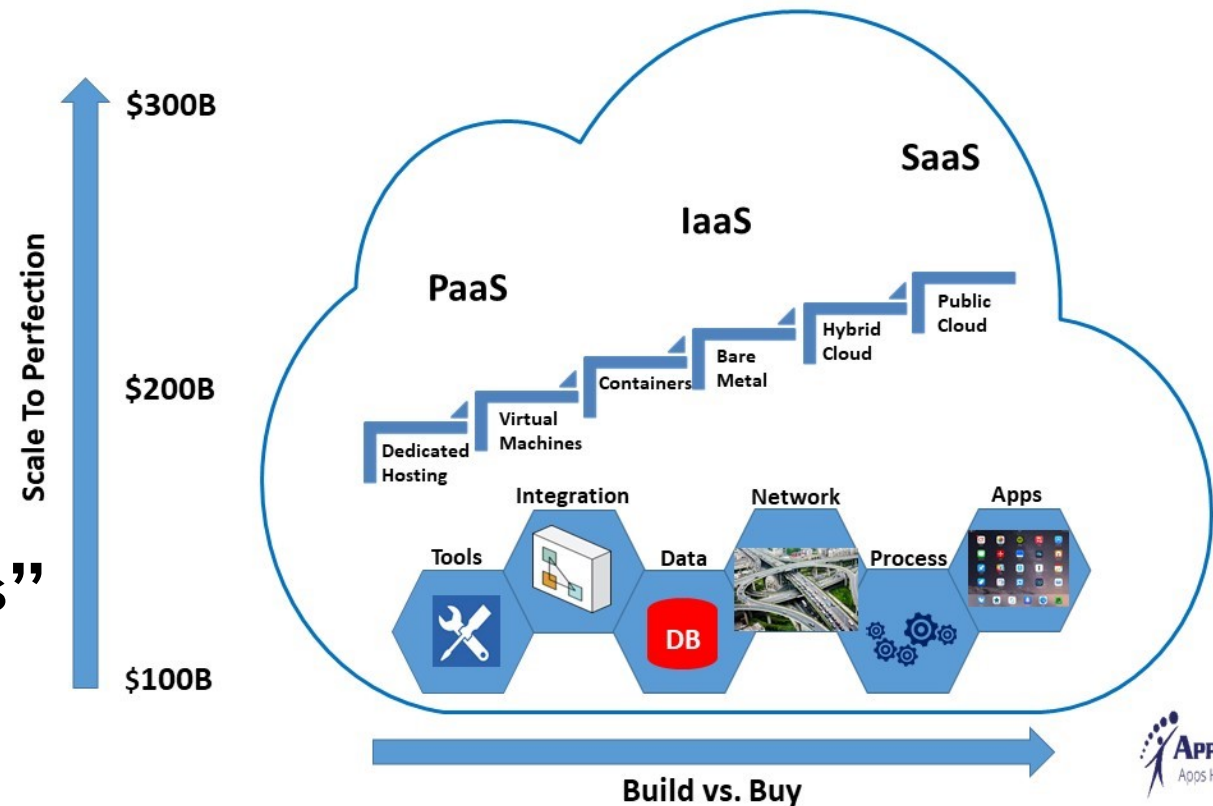 $300B
SaaS
IaaS
PaaS
Scale To Perfection
Public
Cloud
Hybrid
Cloud
Bare
Metal
Containers
$200B
Virtual
Machines
Dedicated
Hosting
Integration
Network
Apps
Tools
Data
Process
s”
DB
$100B
Build vs. Buy